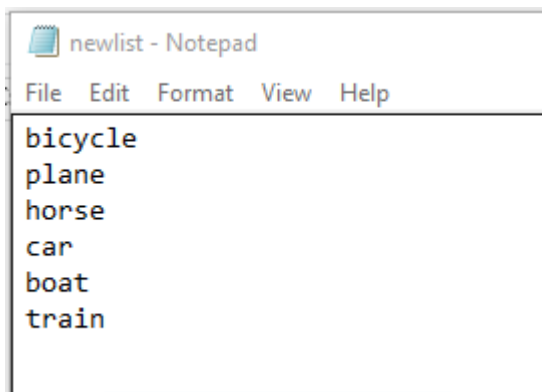 newlist - Notepad
File Edit Format View Help
bicycle
plane
horse
car
boat
train